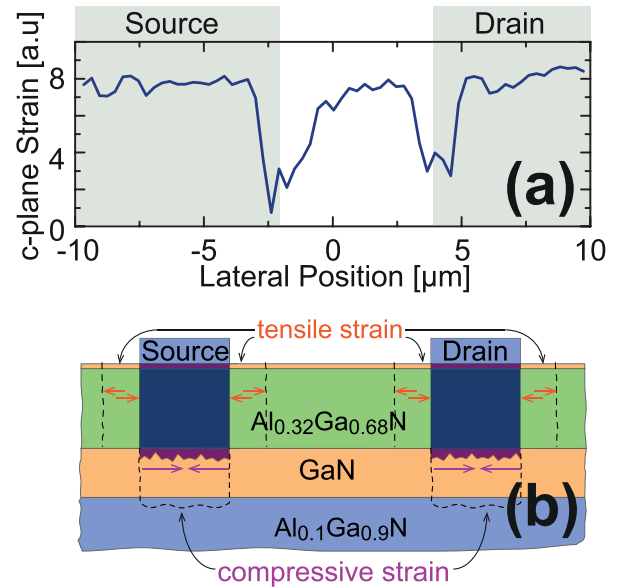 Source Drain
c-plane Strain [a.u]
8
4
0
(a)
-10 -5 0 5 10
Lateral Position [μm]
tensile strain
Source Drain
Al0.32Ga0.68N
GaN
(b)
Al0.1Ga0.9N
compressive strain